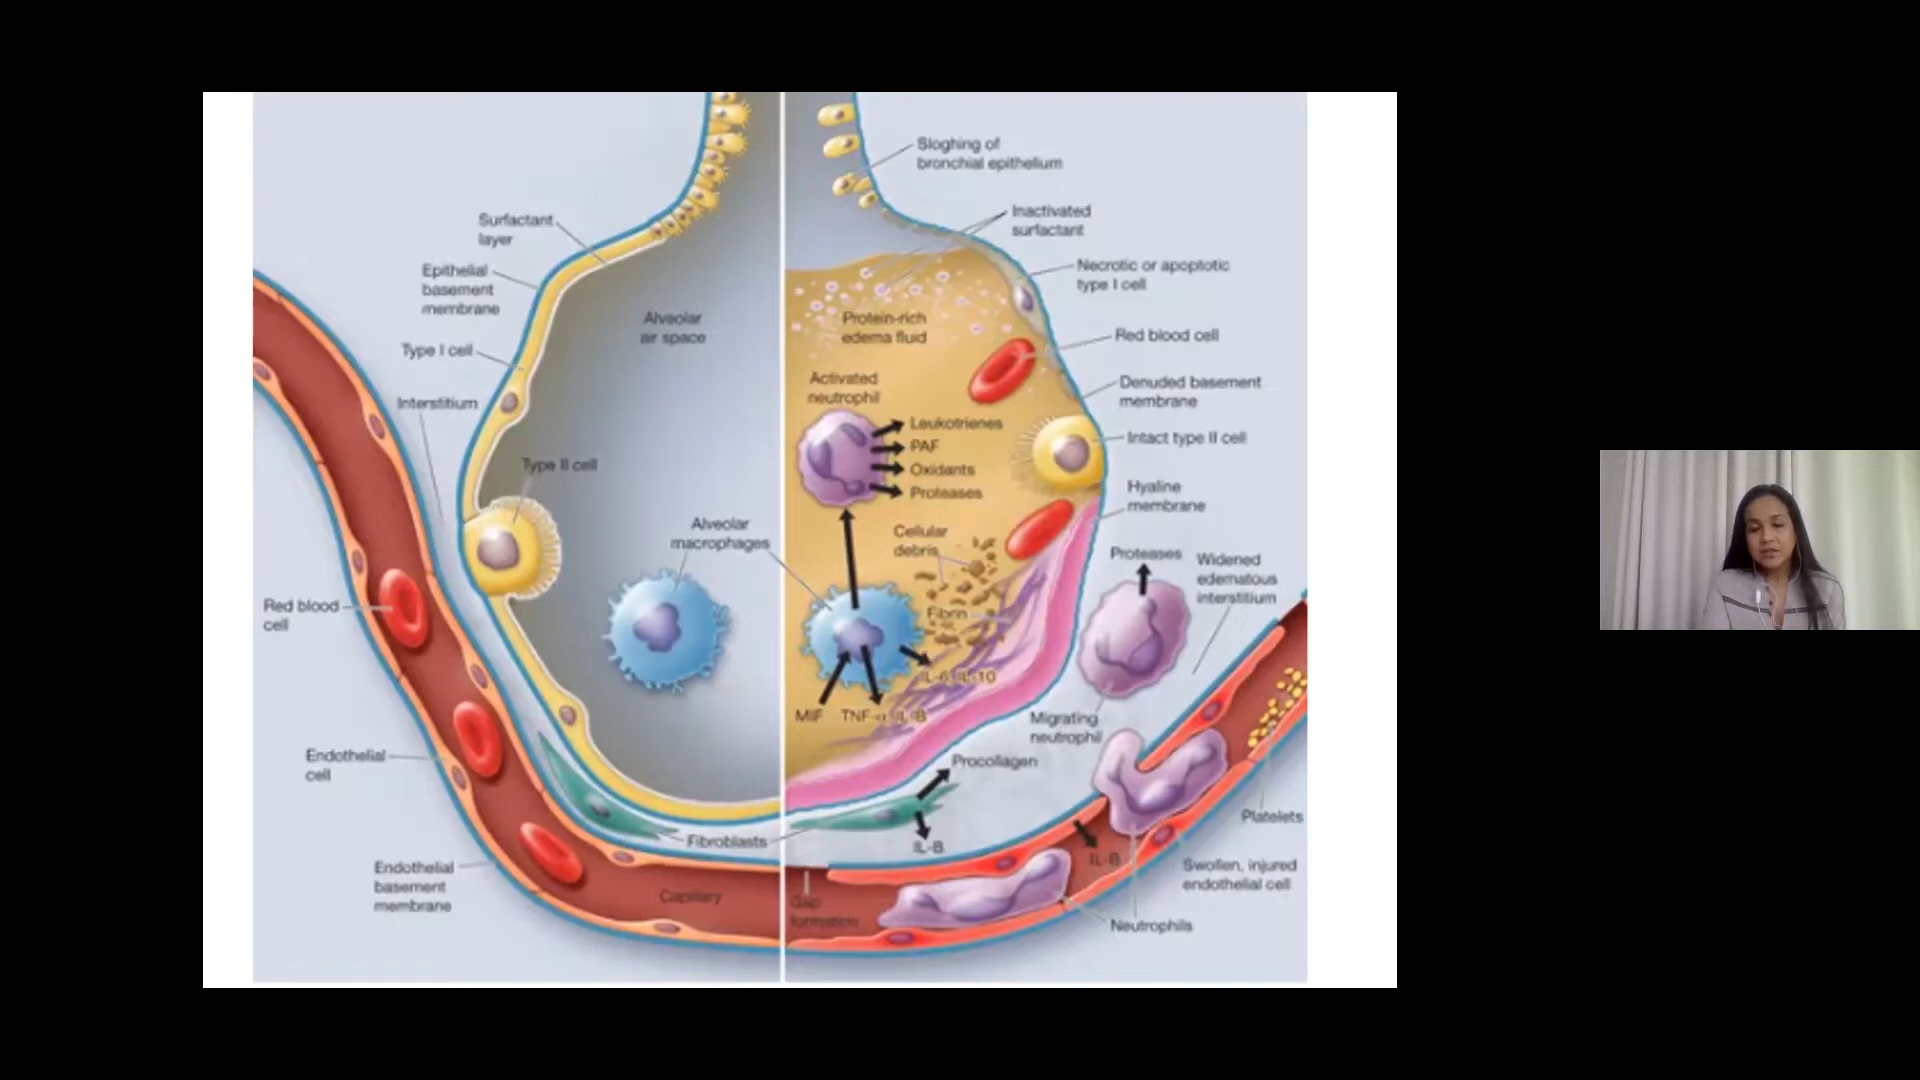 Sloghing of
bronchial epithelium
Surfactant
layer
Inactivated
surfactant
Epithelial
basement
membrane
Necrotic or apoptotic
type I cell
Alveolar
air space
Protein-rich
edema fluid
Red blood cell
Type I cell
Activated
neutrophil
Denuded basement
membrane
Interstitium
Leukotrienes
PAF
Oxidants
Proteases
Intact type II cell
Type II cell
Hyaline
membrane
Alveolar
macrophages
Cellular
debris
Proteases
Widened
edematous
interstitium
Red blood
cell
Fibrin
IL-6, IL-10
MIF
TNF-α, IL-B
Migrating
neutrophil
Endothelial
cell
Procollagen
Platelets
Fibroblasts
IL-B
IL-B
Endothelial
basement
membrane
Capillary
Gap
formation
Swollen, injured
endothelial cell
Neutrophils